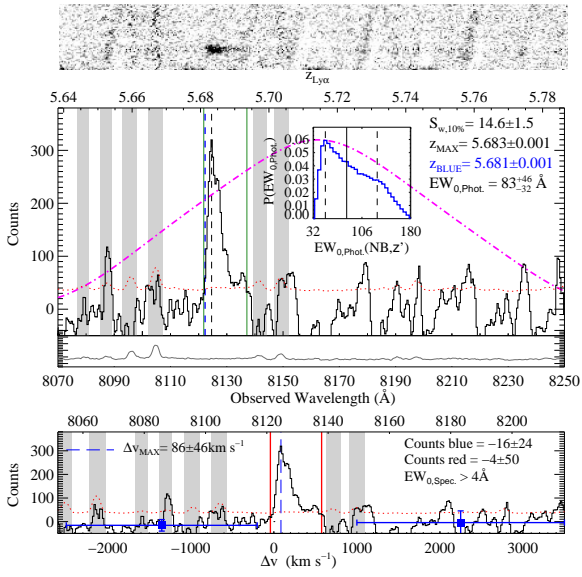 z_Lyα
5.64 5.66 5.68 5.70 5.72 5.74 5.76 5.78
S_w,10% = 14.6±1.5
z_MAX = 5.683±0.001
z_BLUE = 5.681±0.001
EW_0,Phot. = 83 +46 −32 Å
300
200
100
0
Counts
0.06
0.05
0.04
0.03
0.02
0.01
0.00
P(EW_0,Phot.)
32 106 180
EW_0,Phot.(NB,z')
8070 8090 8110 8130 8150 8170 8190 8210 8230 8250
Observed Wavelength (Å)
8060 8080 8100 8120 8140 8160 8180 8200
Δv_MAX = 86±46km s⁻¹
Counts blue = −16±24
Counts red = −4±50
EW_0,Spec. > 4Å
300
200
100
0
Counts
−2000 −1000 0 1000 2000 3000
Δv (km s⁻¹)